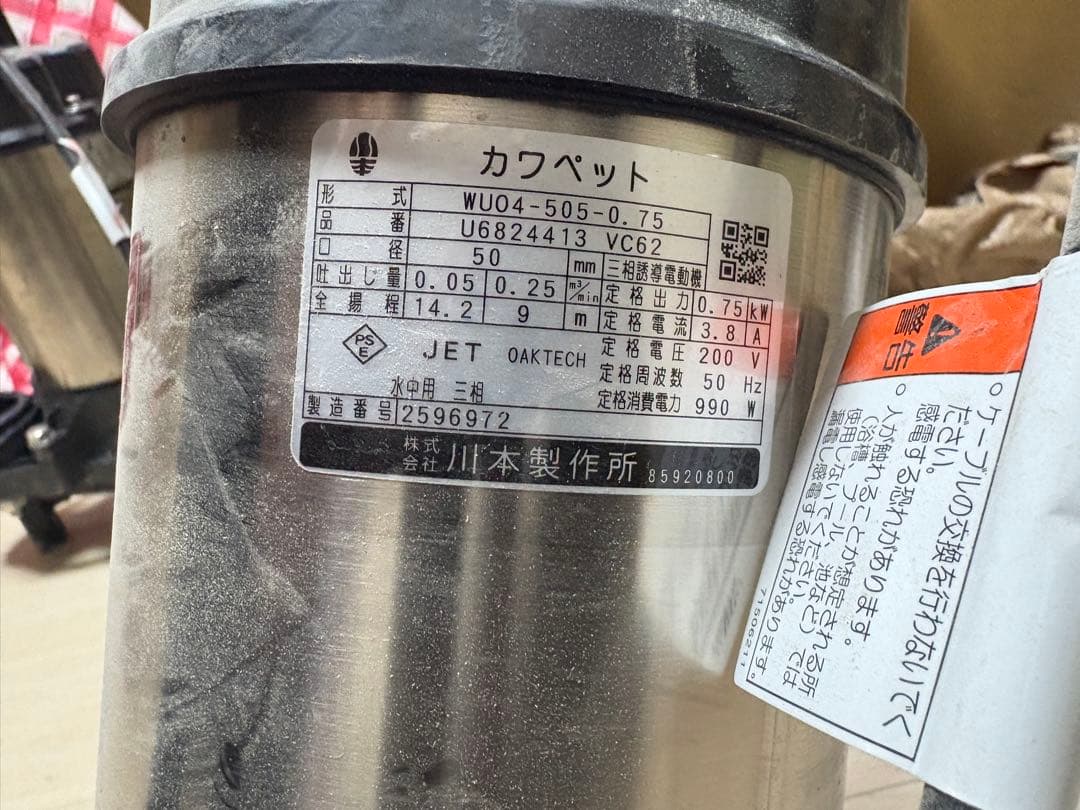 カワペット
形式 WUO4-505-0.75
品番 U6824413 VC62
口径 50 mm 三相誘導電動機
吐出し量 0.05 0.25 m³/min 定格出力 0.75 kW
全揚程 14.2 9 m 定格電流 3.8 A
PS E JET OAKTECH 定格電圧 200 V
定格周波数 50 Hz
水中用 三相 定格消費電力 990 W
製造番号 2596972
株式会社 川本製作所 85920800
警告
。ケーブルの交換を行わないでく
ださい。
感電する恐れがあります。
。人が触れることが想定される所
(浴槽、プール、池など)では
使用しないでください。
漏電し感電する恐れがあります。
71506211